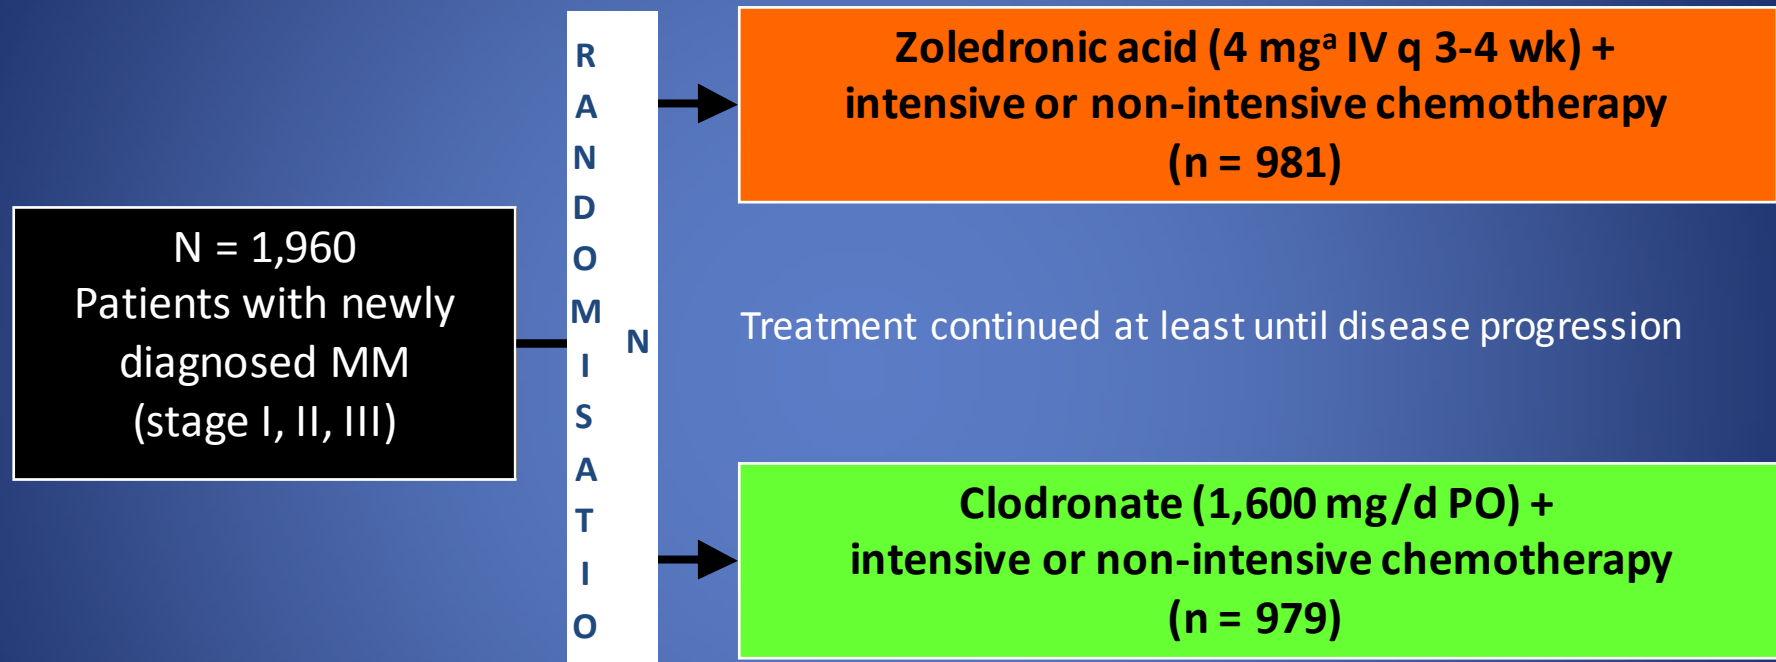 N = 1,960
Patients with newly
diagnosed MM
(stage I, II, III)
R
A
N
D
O
M
I
S
A
T
I
O
N
Zoledronic acid (4 mgᵃ IV q 3-4 wk) +
intensive or non-intensive chemotherapy
(n = 981)
Treatment continued at least until disease progression
Clodronate (1,600 mg/d PO) +
intensive or non-intensive chemotherapy
(n = 979)